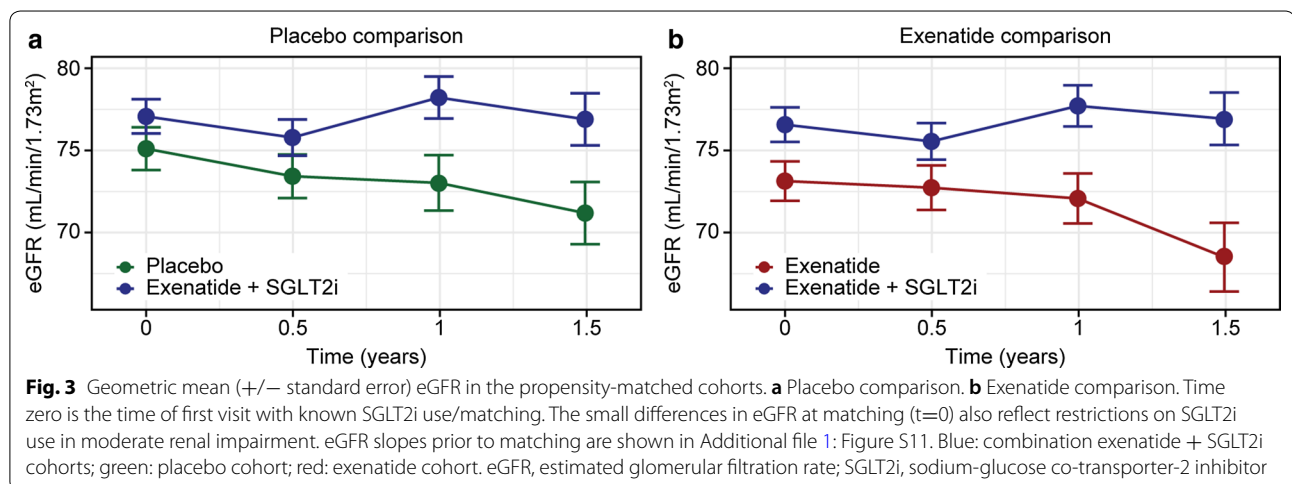 a
Placebo comparison
eGFR (mL/min/1.73m²)
80
75
70
Placebo
Exenatide + SGLT2i
0 0.5 1 1.5
Time (years)
b
Exenatide comparison
eGFR (mL/min/1.73m²)
80
75
70
Exenatide
Exenatide + SGLT2i
0 0.5 1 1.5
Time (years)
Fig. 3 Geometric mean (+/− standard error) eGFR in the propensity-matched cohorts. a Placebo comparison. b Exenatide comparison. Time
zero is the time of first visit with known SGLT2i use/matching. The small differences in eGFR at matching (t=0) also reflect restrictions on SGLT2i
use in moderate renal impairment. eGFR slopes prior to matching are shown in Additional file 1: Figure S11. Blue: combination exenatide + SGLT2i
cohorts; green: placebo cohort; red: exenatide cohort. eGFR, estimated glomerular filtration rate; SGLT2i, sodium-glucose co-transporter-2 inhibitor